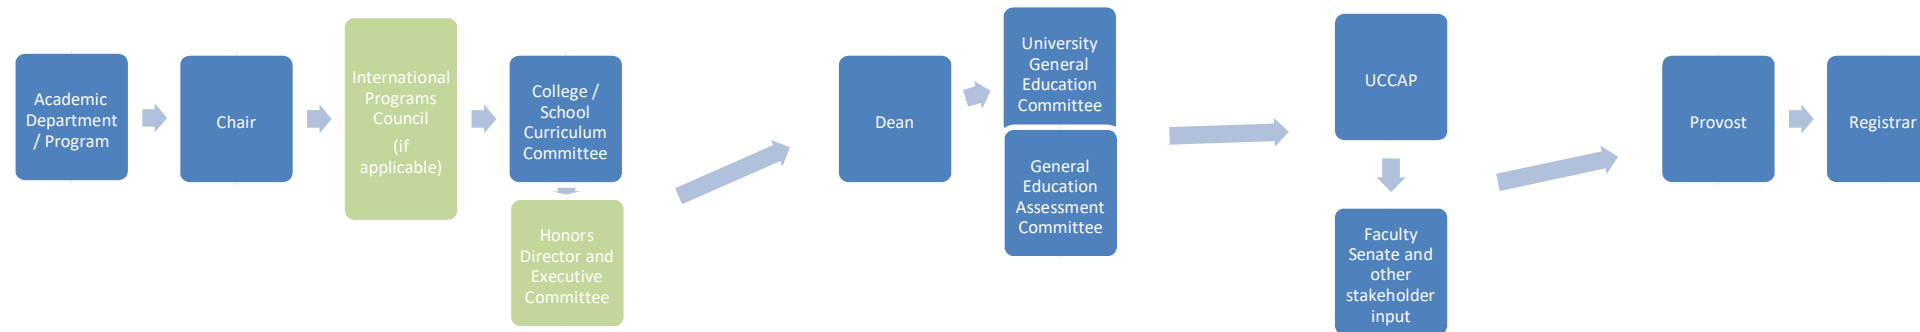 Academic
Department
/ Program
Chair
International
Programs
Council
(if
applicable)
College /
School
Curriculum
Committee
Honors
Director and
Executive
Committee
Dean
University
General
Education
Committee
General
Education
Assessment
Committee
UCCAP
Faculty
Senate and
other
stakeholder
input
Provost
Registrar